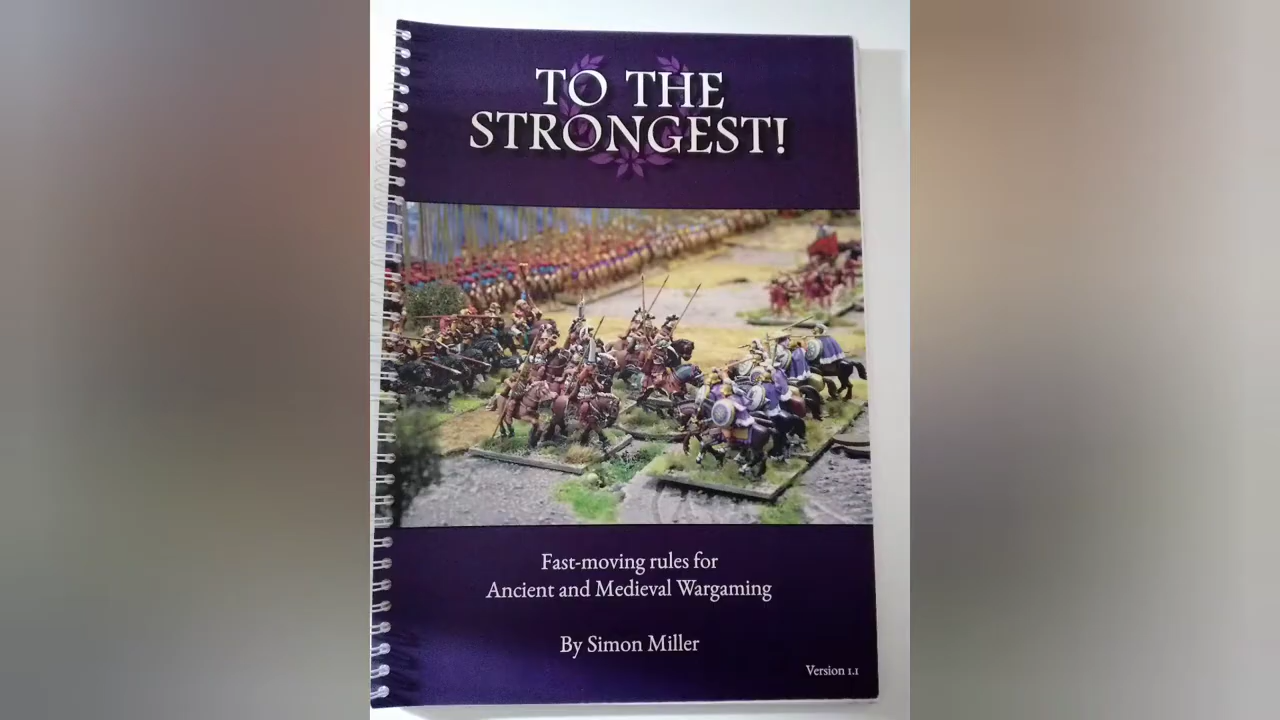 TO THE
STRONGEST!
Fast-moving rules for
Ancient and Medieval Wargaming
By Simon Miller
Version 1.1